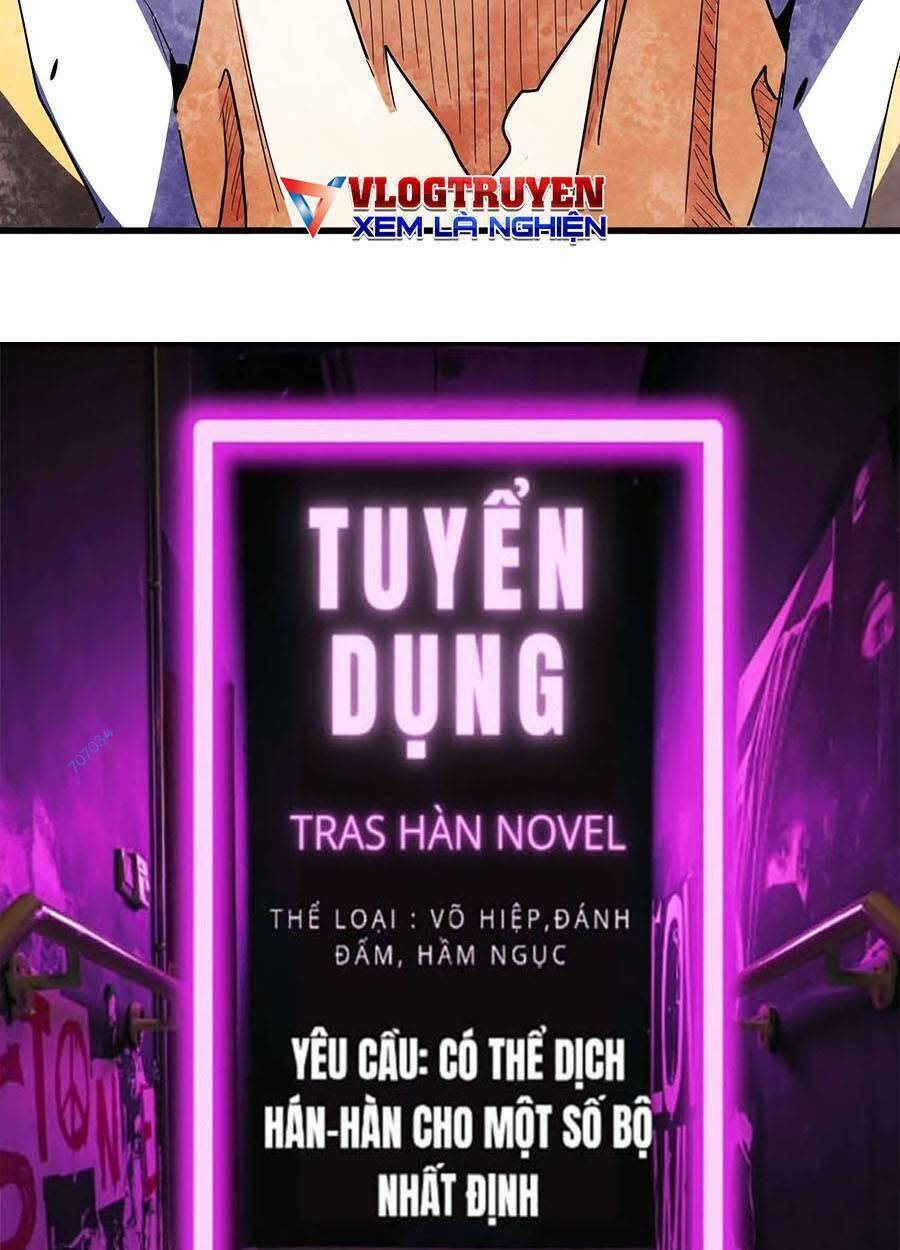 VLOGTRUYEN
XEM LÀ NGHIỆN
TUYỂN
DỤNG
707034
TRAS HÀN NOVEL
THỂ LOẠI : VÕ HIỆP,ĐÁNH
ĐẤM, HẦM NGỤC
YÊU CẦU: CÓ THỂ DỊCH
HÁN-HÀN CHO MỘT SỐ BỘ
NHẤT ĐỊNH